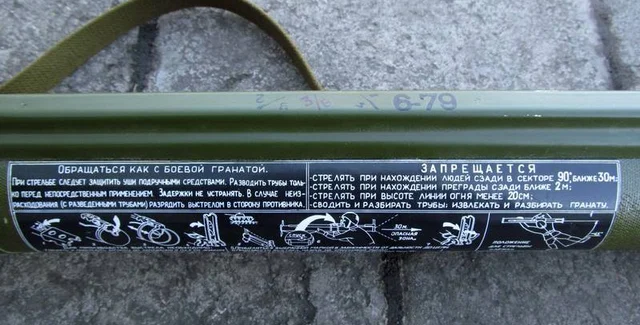 6-79
ОБРАЩАТЬСЯ КАК С БОЕВОЙ ГРАНАТОЙ.
ПРИ СТРЕЛЬБЕ СЛЕДУЕТ ЗАЩИТИТЬ УШИ ПОДРУЧНЫМИ СРЕДСТВАМИ. РАЗВОДИТЬ ТРУБЫ ТОЛЬ-
КО ПЕРЕД НЕПОСРЕДСТВЕННЫМ ПРИМЕНЕНИЕМ. ЗАДЕРЖКИ НЕ УСТРАНЯТЬ. В СЛУЧАЕ НЕИЗ-
РАСХОДОВАНИЯ (С РАЗВЕДЕННЫМИ ТРУБАМИ) РАЗРЯДИТЬ ВЫСТРЕЛОМ В СТОРОНУ ПРОТИВНИКА.
ЗАПРЕЩАЕТСЯ
-СТРЕЛЯТЬ ПРИ НАХОЖДЕНИИ ЛЮДЕЙ СЗАДИ В СЕКТОРЕ 90°, БЛИЖЕ 30М;
-СТРЕЛЯТЬ ПРИ НАХОЖДЕНИИ ПРЕГРАДЫ СЗАДИ БЛИЖЕ 2М;
-СТРЕЛЯТЬ ПРИ ВЫСОТЕ ЛИНИИ ОГНЯ МЕНЕЕ 20СМ;
-СВОДИТЬ И РАЗБИРАТЬ ТРУБЫ; ИЗВЛЕКАТЬ И РАЗБИРАТЬ ГРАНАТУ.
30М
ОПАСНАЯ
ЗОНА
ПОЛОЖЕНИЕ